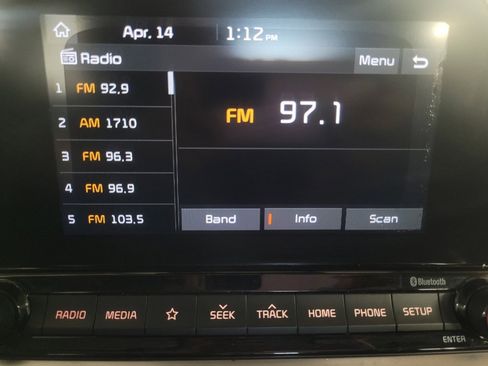 Apr. 14 1:12 PM
Radio Menu
1 FM 92.9
2 AM 1710
3 FM 96.3
4 FM 96.9
5 FM 103.5
FM 97.1
Band Info Scan
Bluetooth
RADIO MEDIA SEEK TRACK HOME PHONE SETUP
ENTER